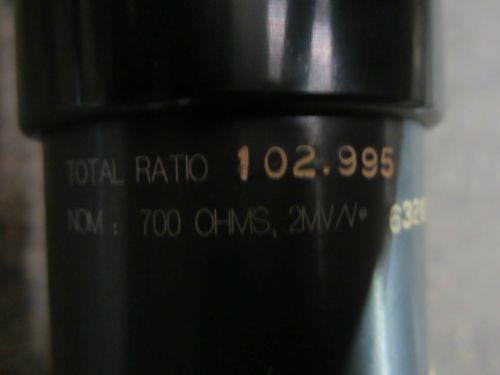 TOTAL RATIO 102.995
NOM: 700 OHMS, 2MV/V*